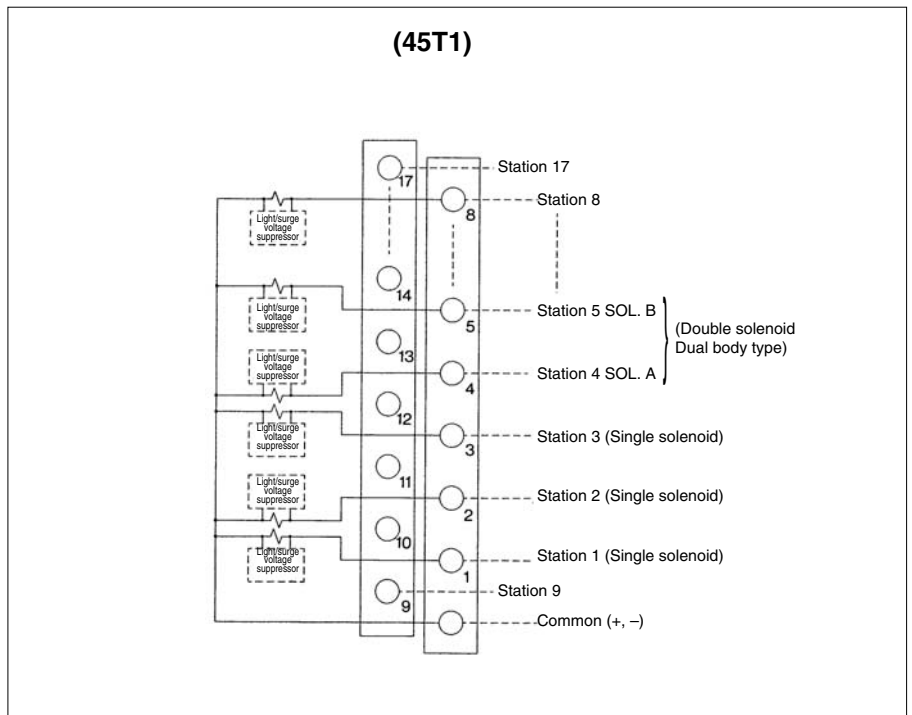 (45T1)
17
Station 17
Light/surge
voltage
suppressor
8
Station 8
14
Light/surge
voltage
suppressor
5
Station 5 SOL. B
(Double solenoid
Dual body type)
13
Light/surge
voltage
suppressor
4
Station 4 SOL. A
12
Light/surge
voltage
suppressor
3
Station 3 (Single solenoid)
11
Light/surge
voltage
suppressor
2
Station 2 (Single solenoid)
10
Light/surge
voltage
suppressor
1
Station 1 (Single solenoid)
9
Station 9
Common (+, –)